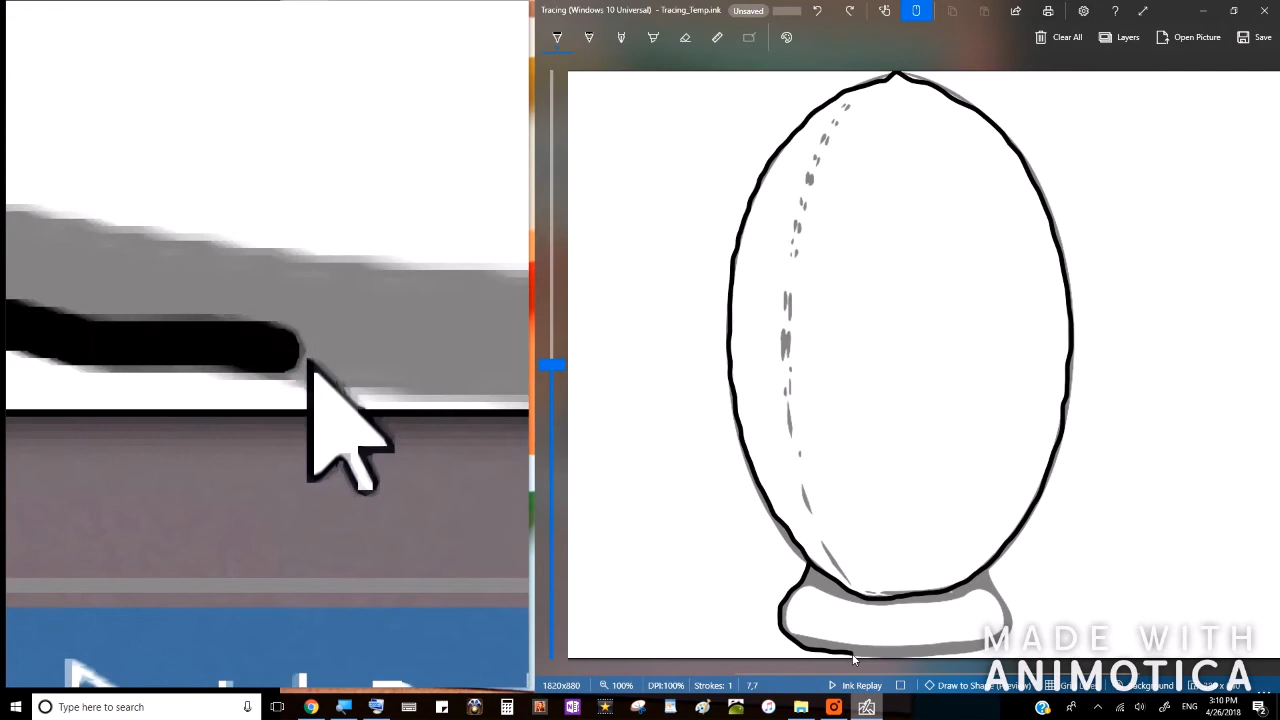 Tracing (Windows 10 Universal) - Tracing_Temp.ink Unsaved
Clear All Layers Open Picture Save
MADE WITH
ANIMOTICA
1820x880 100% DPI:100% Strokes: 1 7,7 Ink Replay Draw to Shape (Preview)
Type here to search
ENG
3:10 PM
4/26/2018